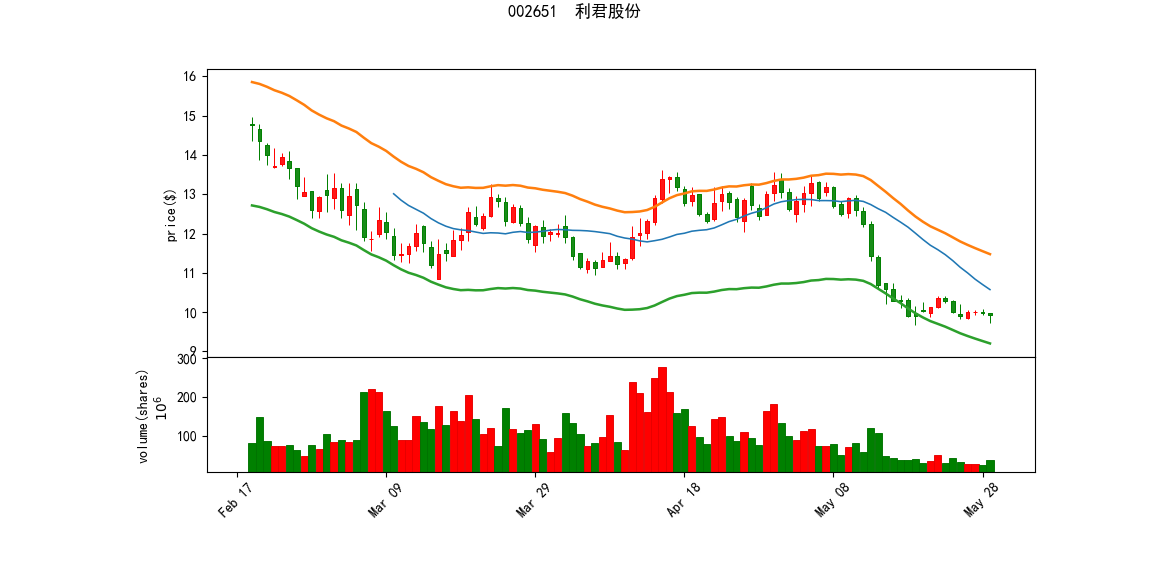 002651 利君股份
16
15
14
13
12
11
10
9
price($)
300
200
100
volume(shares)
10^6
Feb 17
Mar 09
Mar 29
Apr 18
May 08
May 28